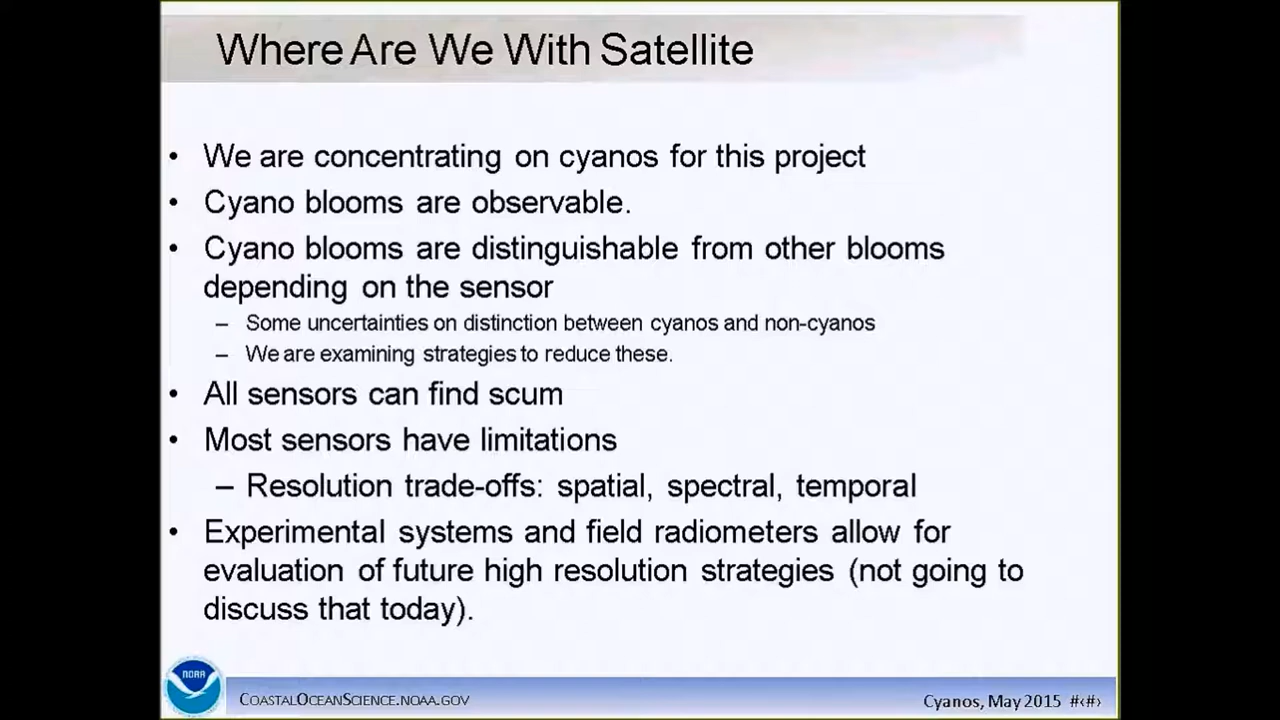 Where Are We With Satellite
• We are concentrating on cyanos for this project
• Cyano blooms are observable.
• Cyano blooms are distinguishable from other blooms
depending on the sensor
– Some uncertainties on distinction between cyanos and non-cyanos
– We are examining strategies to reduce these.
• All sensors can find scum
• Most sensors have limitations
– Resolution trade-offs: spatial, spectral, temporal
• Experimental systems and field radiometers allow for
evaluation of future high resolution strategies (not going to
discuss that today).
NOAA
COASTALOCEANSCIENCE.NOAA.GOV
Cyanos, May 2015 #‹#›